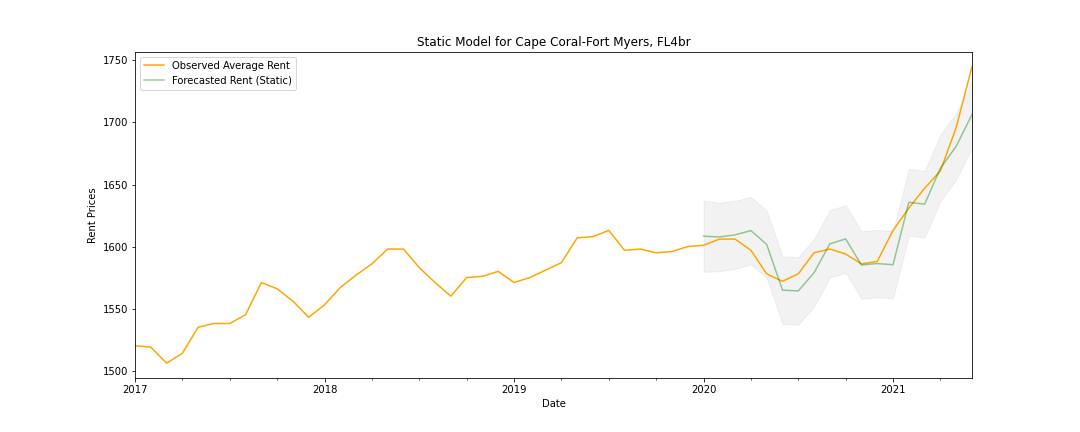 Static Model for Cape Coral-Fort Myers, FL4br
Observed Average Rent
Forecasted Rent (Static)
Rent Prices
1750
1700
1650
1600
1550
1500
2017
2018
2019
2020
2021
Date